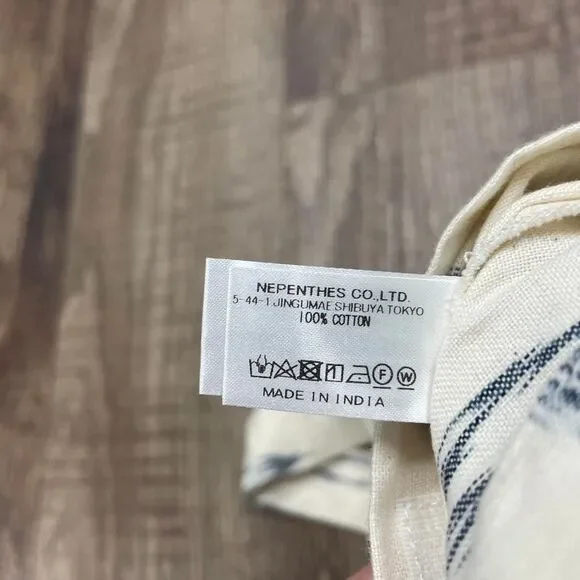 NEPENTHES CO.,LTD.
5-44-1 JINGUMAE SHIBUYA TOKYO
100% COTTON
F W
MADE IN INDIA